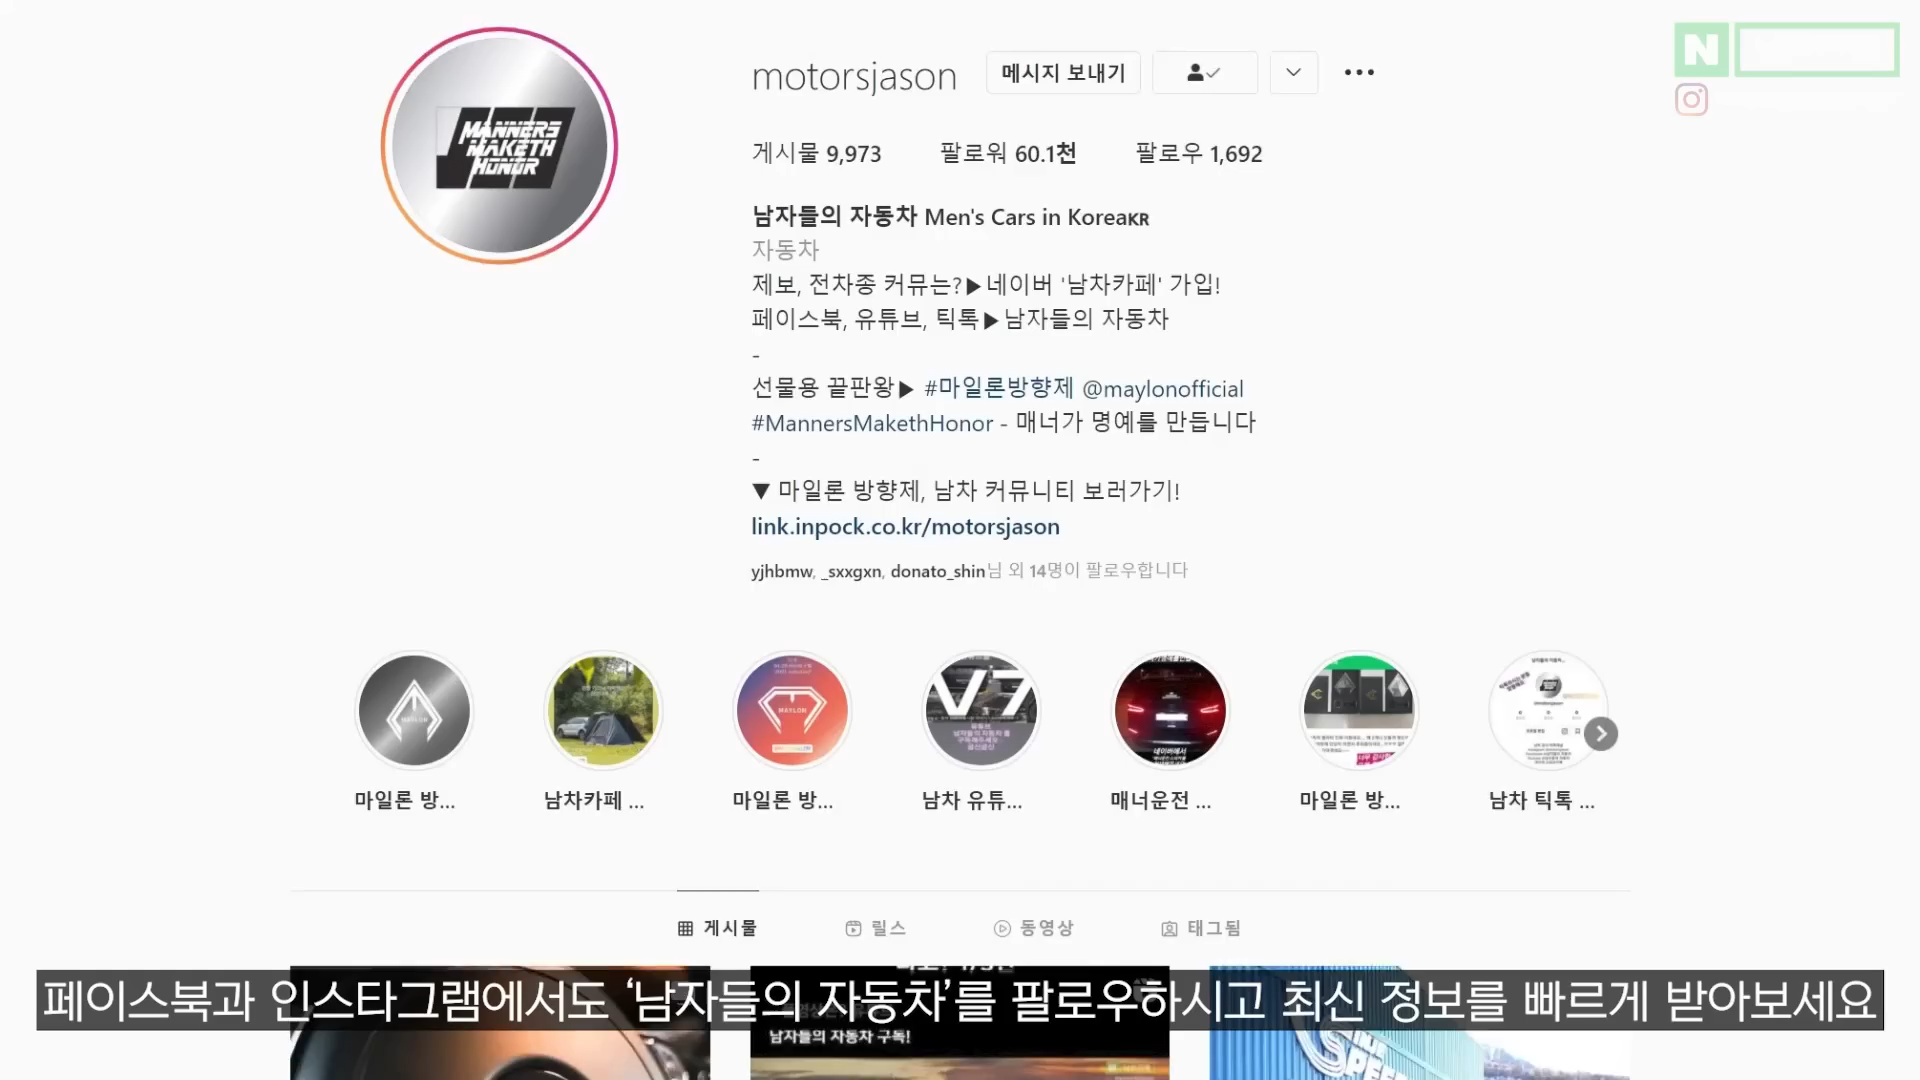 motorsjason 메시지 보내기
N
게시물 9,973 팔로워 60.1천 팔로우 1,692
MANNERS
MAKETH
HONOR
남자들의 자동차 Men's Cars in KoreaKR
자동차
제보, 전차종 커뮤는?▶네이버 '남차카페' 가입!
페이스북, 유튜브, 틱톡▶남자들의 자동차
-
선물용 끝판왕▶ #마일론방향제 @maylonofficial
#MannersMakethHonor - 매너가 명예를 만듭니다
-
▼ 마일론 방향제, 남차 커뮤니티 보러가기!
link.inpock.co.kr/motorsjason
yjhbmw, _sxxgxn, donato_shin님 외 14명이 팔로우합니다
MAYLON
MAYLON
V7
마일론 방... 남차카페 ... 마일론 방... 남차 유튜... 매너운전 ... 마일론 방... 남차 틱톡 ...
게시물 릴스 동영상 태그됨
페이스북과 인스타그램에서도 ‘남자들의 자동차’를 팔로우하시고 최신 정보를 빠르게 받아보세요
남자들의 자동차 구독!